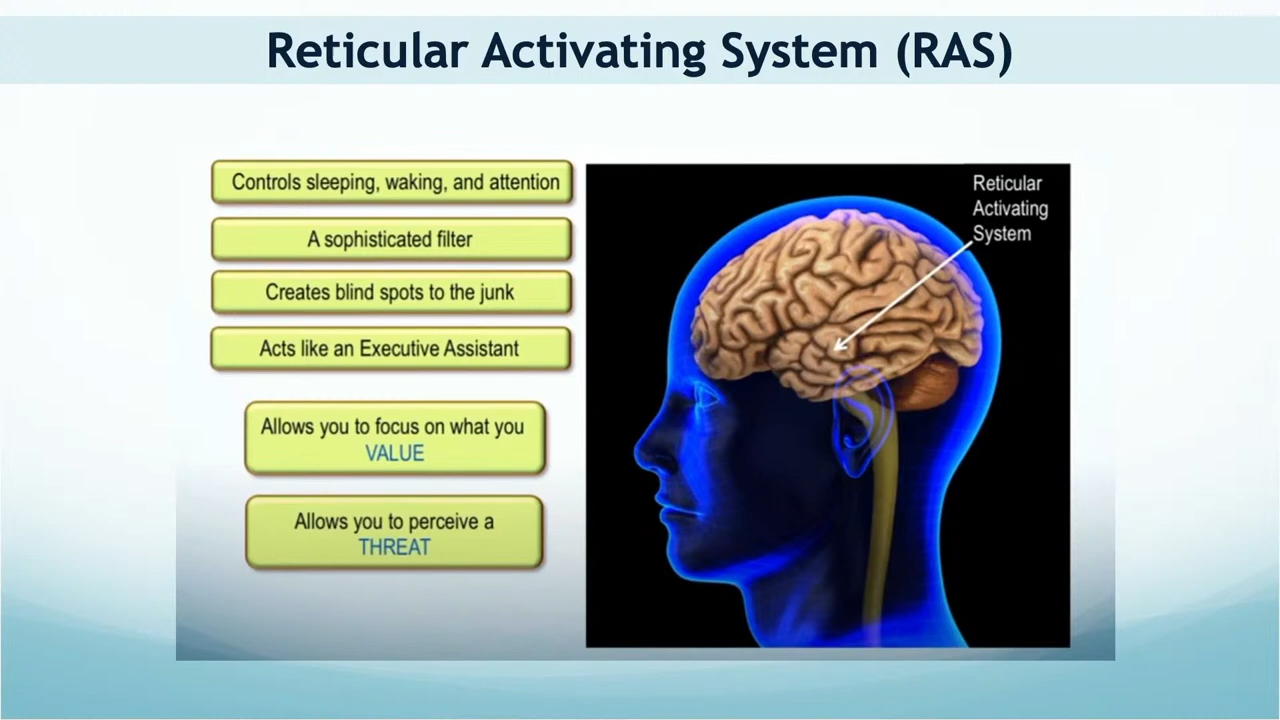 Reticular Activating System (RAS)
Controls sleeping, waking, and attention
A sophisticated filter
Creates blind spots to the junk
Acts like an Executive Assistant
Allows you to focus on what you
VALUE
Allows you to perceive a
THREAT
Reticular
Activating
System